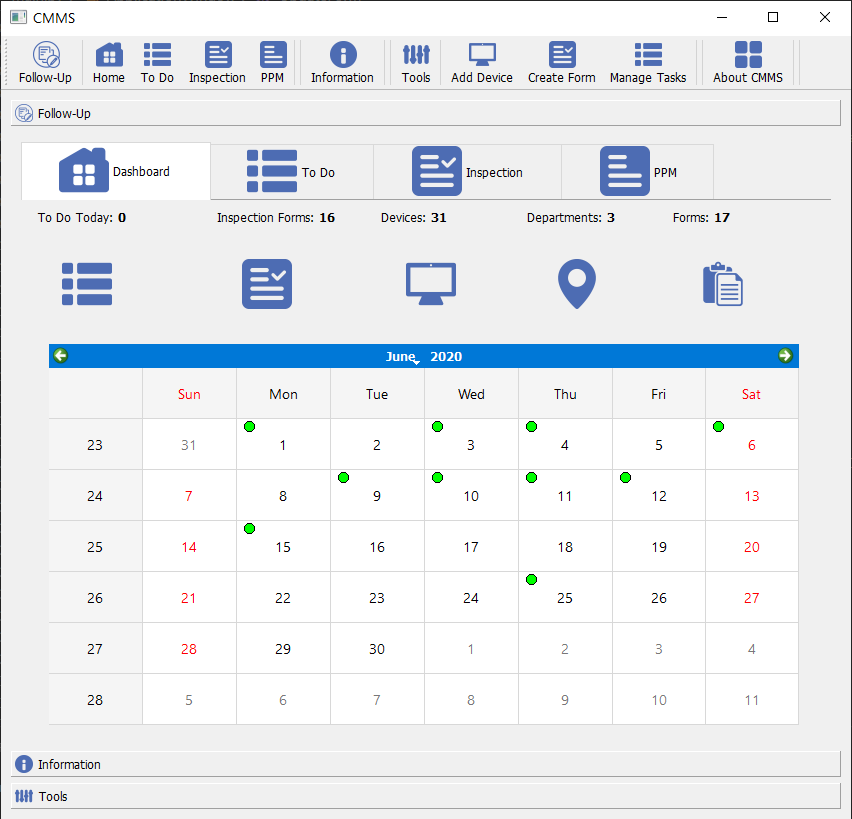 CMMS
Follow-Up Home To Do Inspection PPM Information Tools Add Device Create Form Manage Tasks About CMMS
Follow-Up
Dashboard To Do Inspection PPM
To Do Today: 0 Inspection Forms: 16 Devices: 31 Departments: 3 Forms: 17
June 2020
Sun Mon Tue Wed Thu Fri Sat
23 31 1 2 3 4 5 6
24 7 8 9 10 11 12 13
25 14 15 16 17 18 19 20
26 21 22 23 24 25 26 27
27 28 29 30 1 2 3 4
28 5 6 7 8 9 10 11
Information
Tools